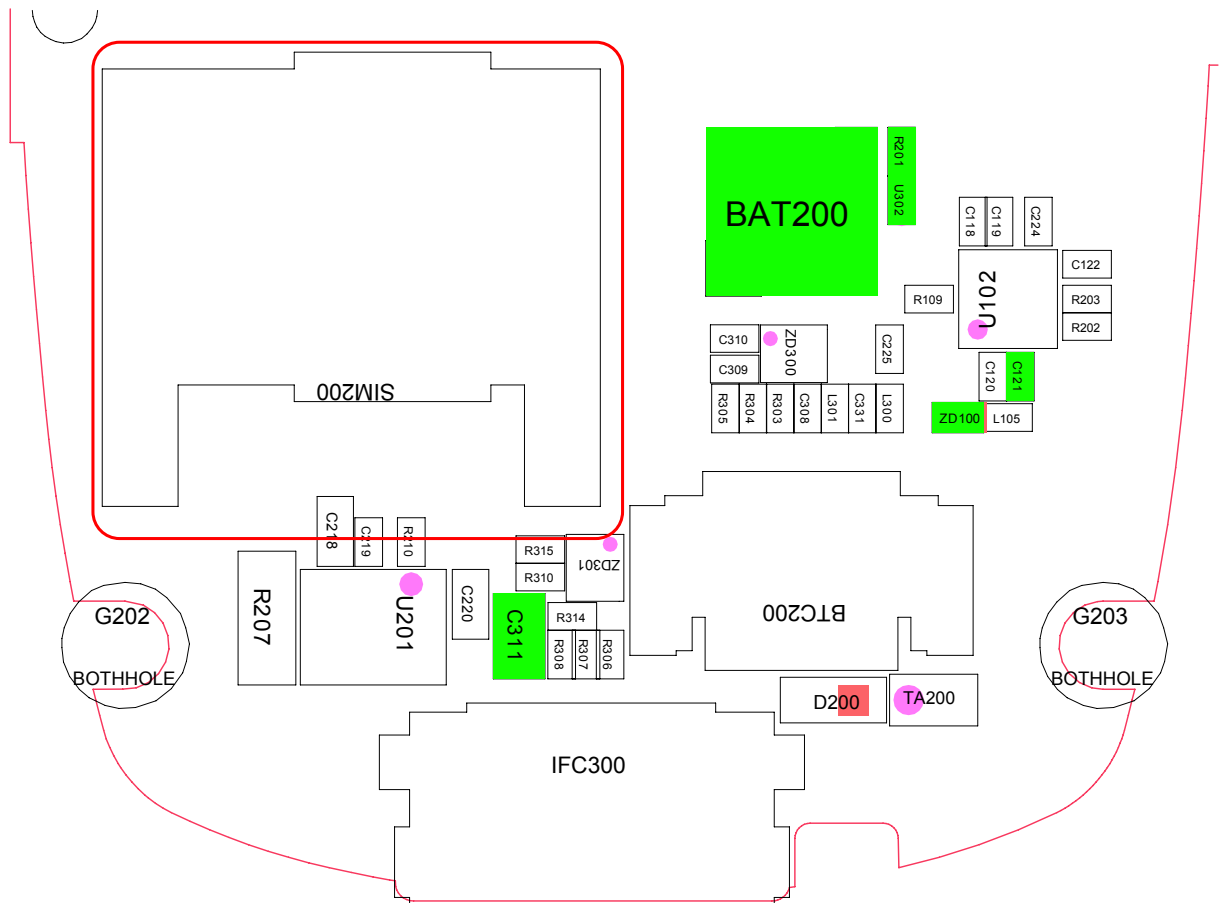 R201
U302
BAT200
C118
C119
C224
C122
U102
R109
R203
R202
C310
ZD300
C225
C309
C120
C121
SIM200
R305
R304
R303
C308
L301
C331
L300
ZD100
L105
C218
C219
R210
R315
ZD301
R310
R207
U201
C220
C311
R314
BTC200
G202
G203
R308
R307
R306
BOTHHOLE
BOTHHOLE
D200
TA200
IFC300